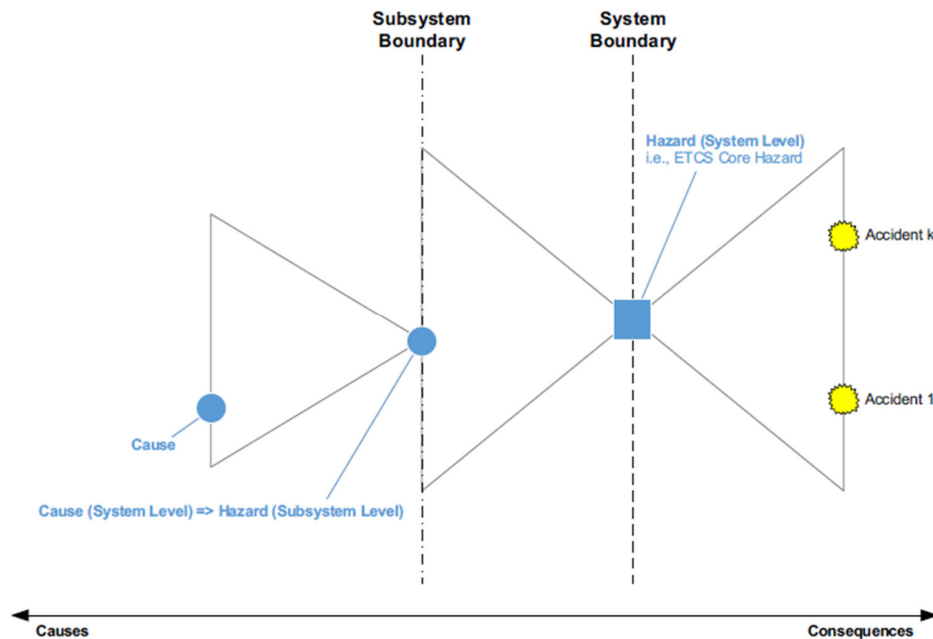 Subsystem
Boundary
System
Boundary
Hazard (System Level)
i.e., ETCS Core Hazard
Accident k
Accident 1
Cause
Cause (System Level) => Hazard (Subsystem Level)
Causes
Consequences